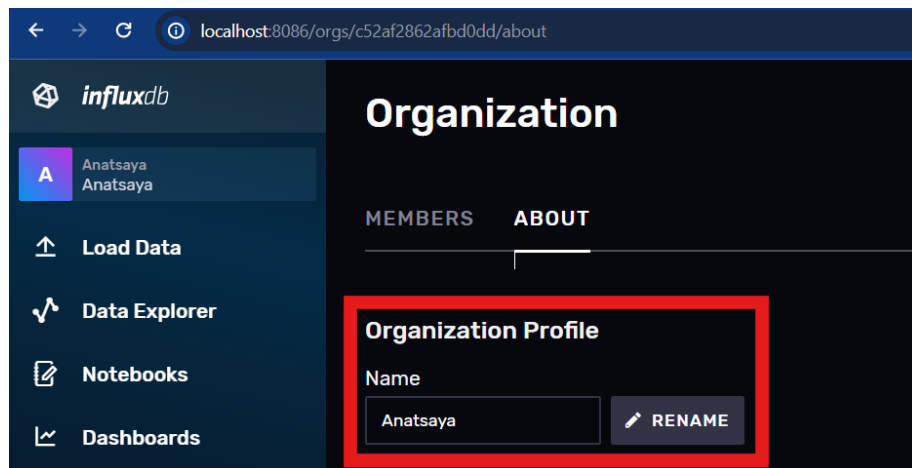 localhost:8086/orgs/c52af2862afbd0dd/about
influxdb
A
Anatsaya
Anatsaya
Load Data
Data Explorer
Notebooks
Dashboards
Organization
MEMBERS ABOUT
Organization Profile
Name
Anatsaya RENAME